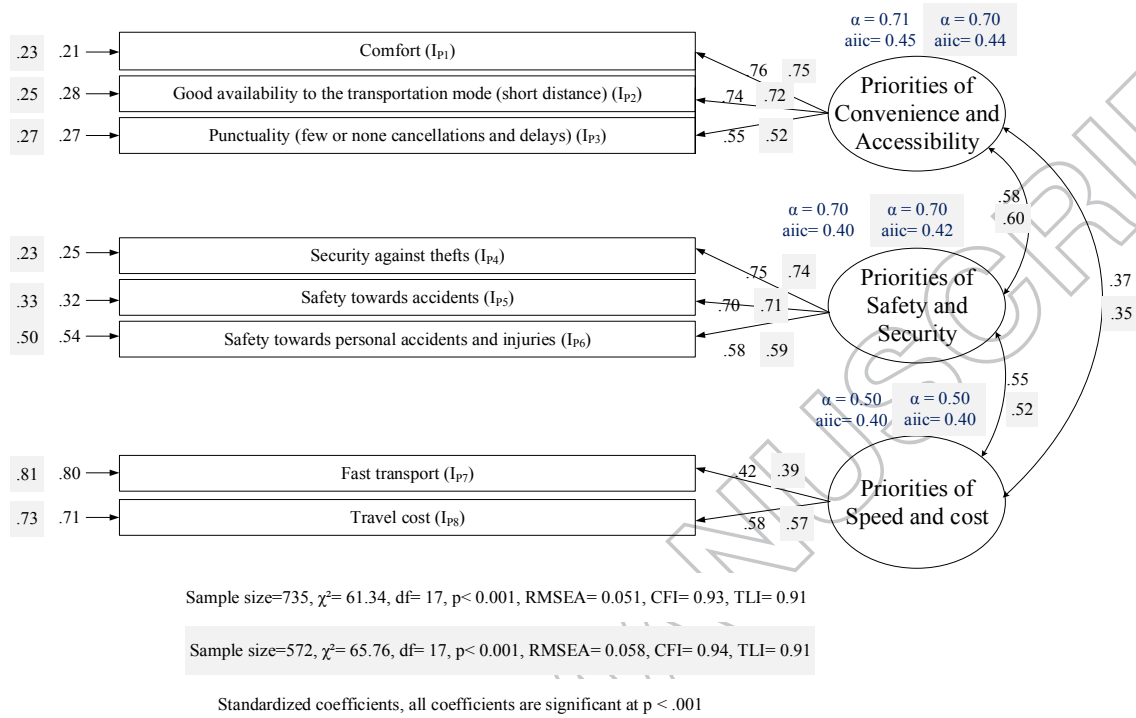 α = 0.71 α = 0.70
aiic= 0.45 aiic= 0.44
.23 .21 Comfort (IP1)
.76 .75
Priorities of
Convenience and
Accessibility
.25 .28 Good availability to the transportation mode (short distance) (IP2)
.74 .72
.27 .27 Punctuality (few or none cancellations and delays) (IP3)
.55 .52
.58
.60
α = 0.70 α = 0.70
aiic= 0.40 aiic= 0.42
.23 .25 Security against thefts (IP4)
.75 .74
Priorities of
Safety and
Security
.37
.35
.33 .32 Safety towards accidents (IP5)
.70 .71
.50 .54 Safety towards personal accidents and injuries (IP6)
.58 .59
.55
.52
α = 0.50 α = 0.50
aiic= 0.40 aiic= 0.40
.81 .80 Fast transport (IP7)
.42 .39
Priorities of
Speed and cost
.73 .71 Travel cost (IP8)
.58 .57
Sample size=735, χ²= 61.34, df= 17, p< 0.001, RMSEA= 0.051, CFI= 0.93, TLI= 0.91
Sample size=572, χ²= 65.76, df= 17, p< 0.001, RMSEA= 0.058, CFI= 0.94, TLI= 0.91
Standardized coefficients, all coefficients are significant at p < .001